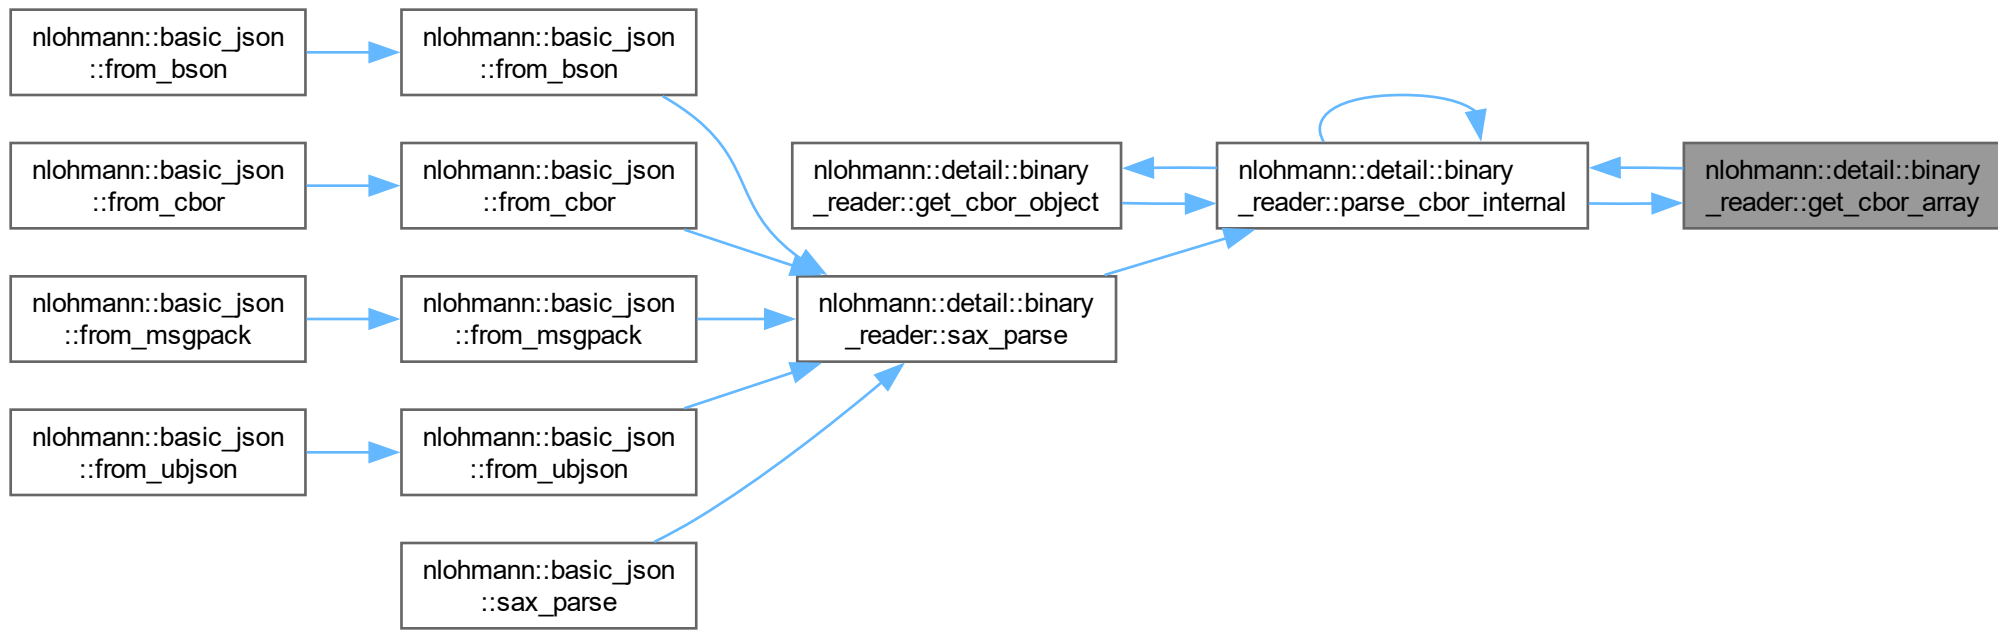 nlohmann::basic_json
::from_bson
nlohmann::basic_json
::from_bson
nlohmann::basic_json
::from_cbor
nlohmann::basic_json
::from_cbor
nlohmann::detail::binary
_reader::get_cbor_object
nlohmann::detail::binary
_reader::parse_cbor_internal
nlohmann::detail::binary
_reader::get_cbor_array
nlohmann::basic_json
::from_msgpack
nlohmann::basic_json
::from_msgpack
nlohmann::detail::binary
_reader::sax_parse
nlohmann::basic_json
::from_ubjson
nlohmann::basic_json
::from_ubjson
nlohmann::basic_json
::sax_parse